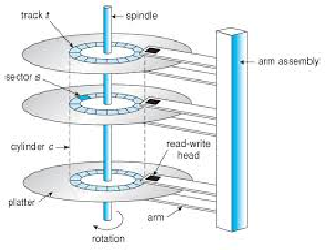 track t
spindle
arm assembly
sector s
cylinder c
read-write
head
platter
arm
rotation